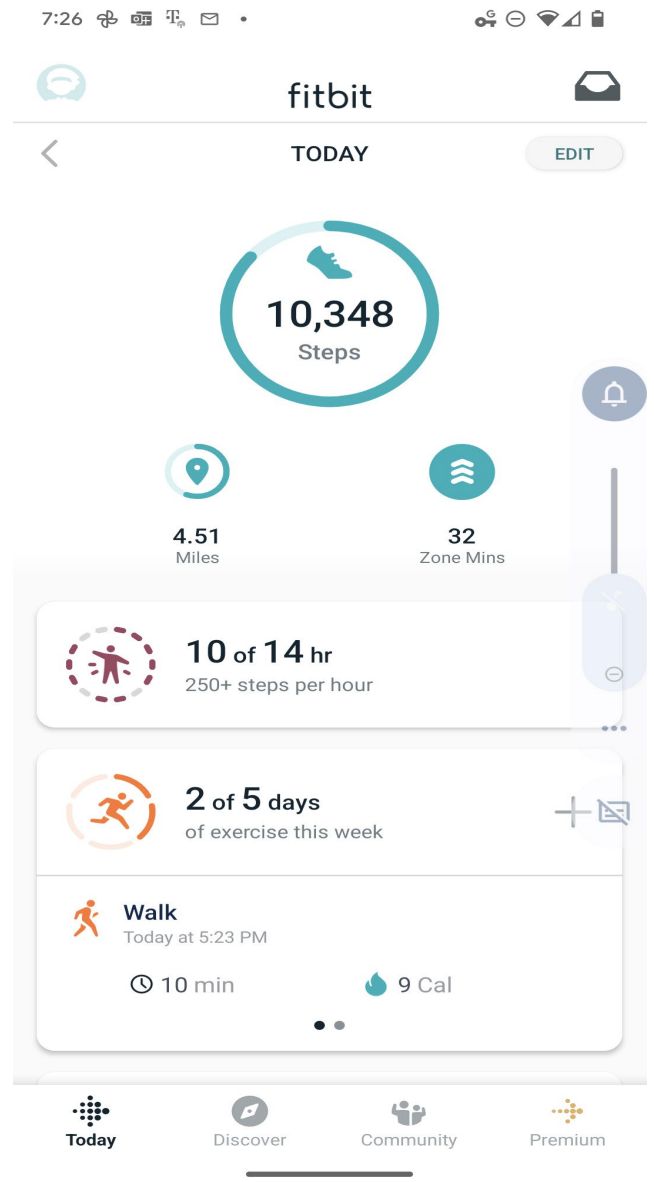 7:26
G
fitbit
TODAY
EDIT
10,348
Steps
4.51
Miles
32
Zone Mins
10 of 14 hr
250+ steps per hour
2 of 5 days
of exercise this week
Walk
Today at 5:23 PM
10 min
9 Cal
Today
Discover
Community
Premium